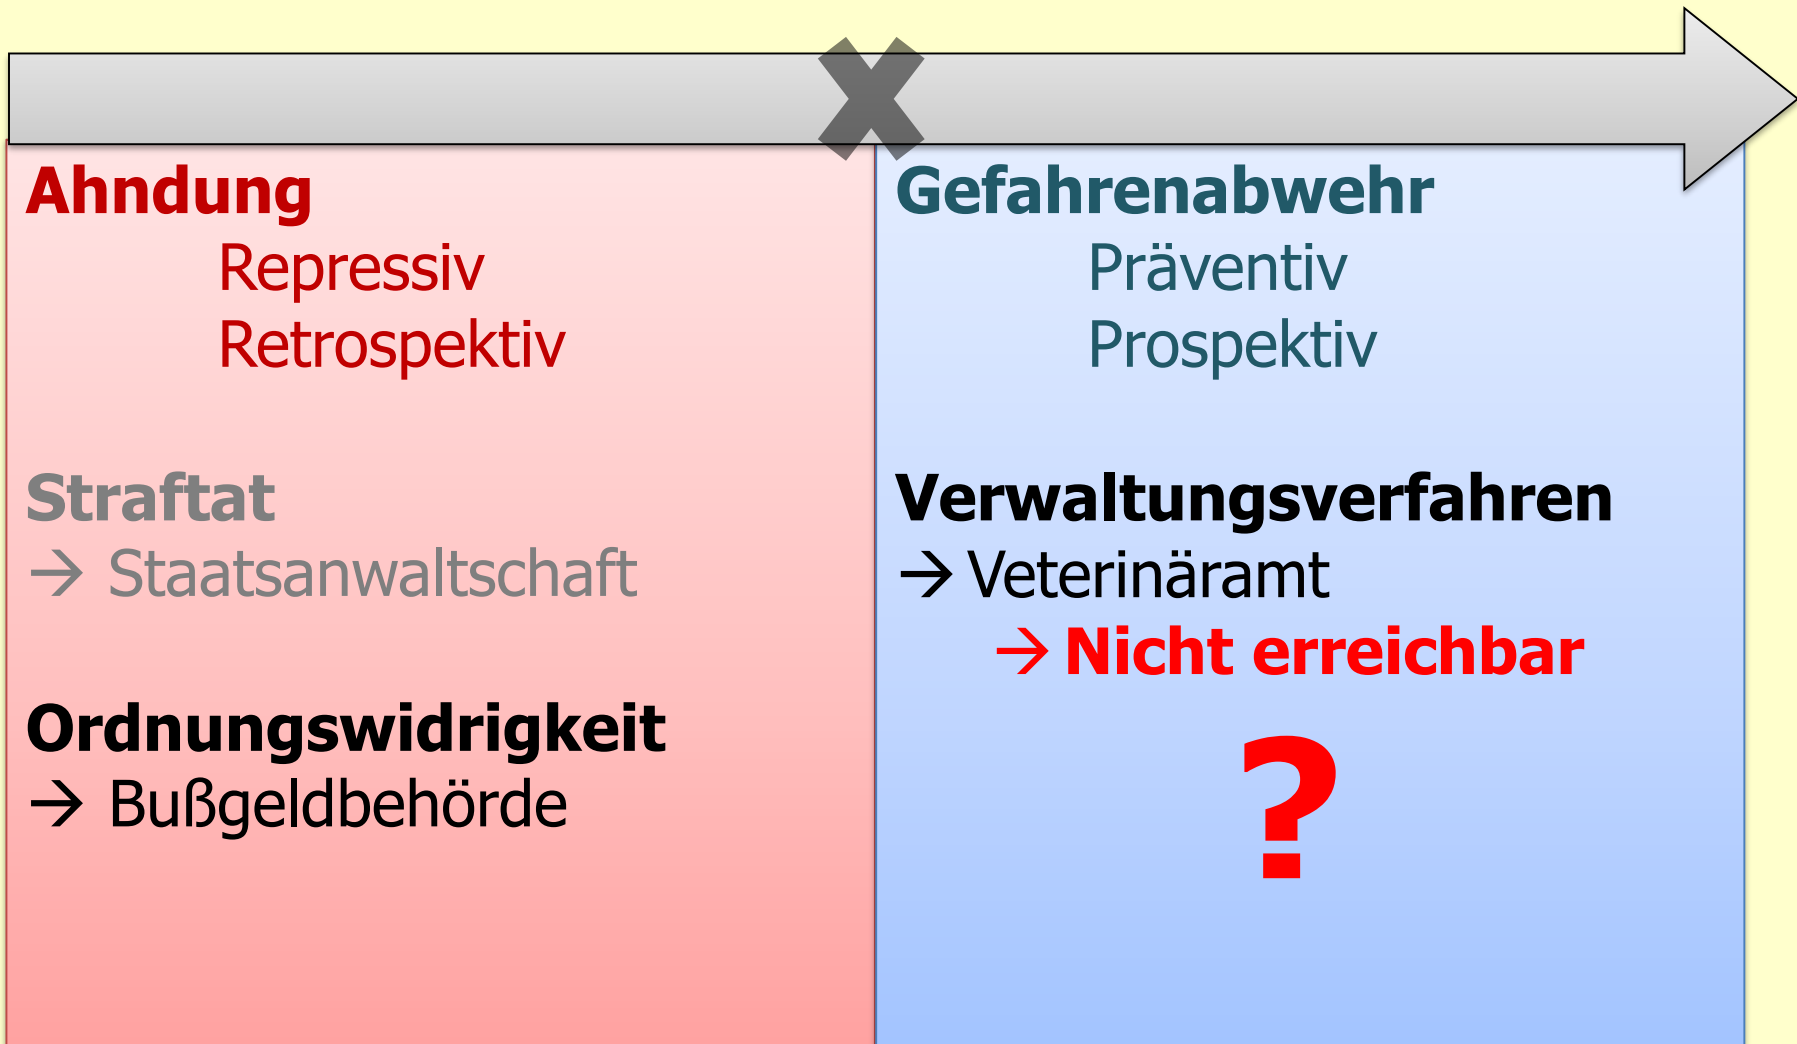 Ahndung
Repressiv
Retrospektiv
Straftat
→ Staatsanwaltschaft
Ordnungswidrigkeit
→ Bußgeldbehörde
Gefahrenabwehr
Präventiv
Prospektiv
Verwaltungsverfahren
→ Veterinäramt
→ Nicht erreichbar
?